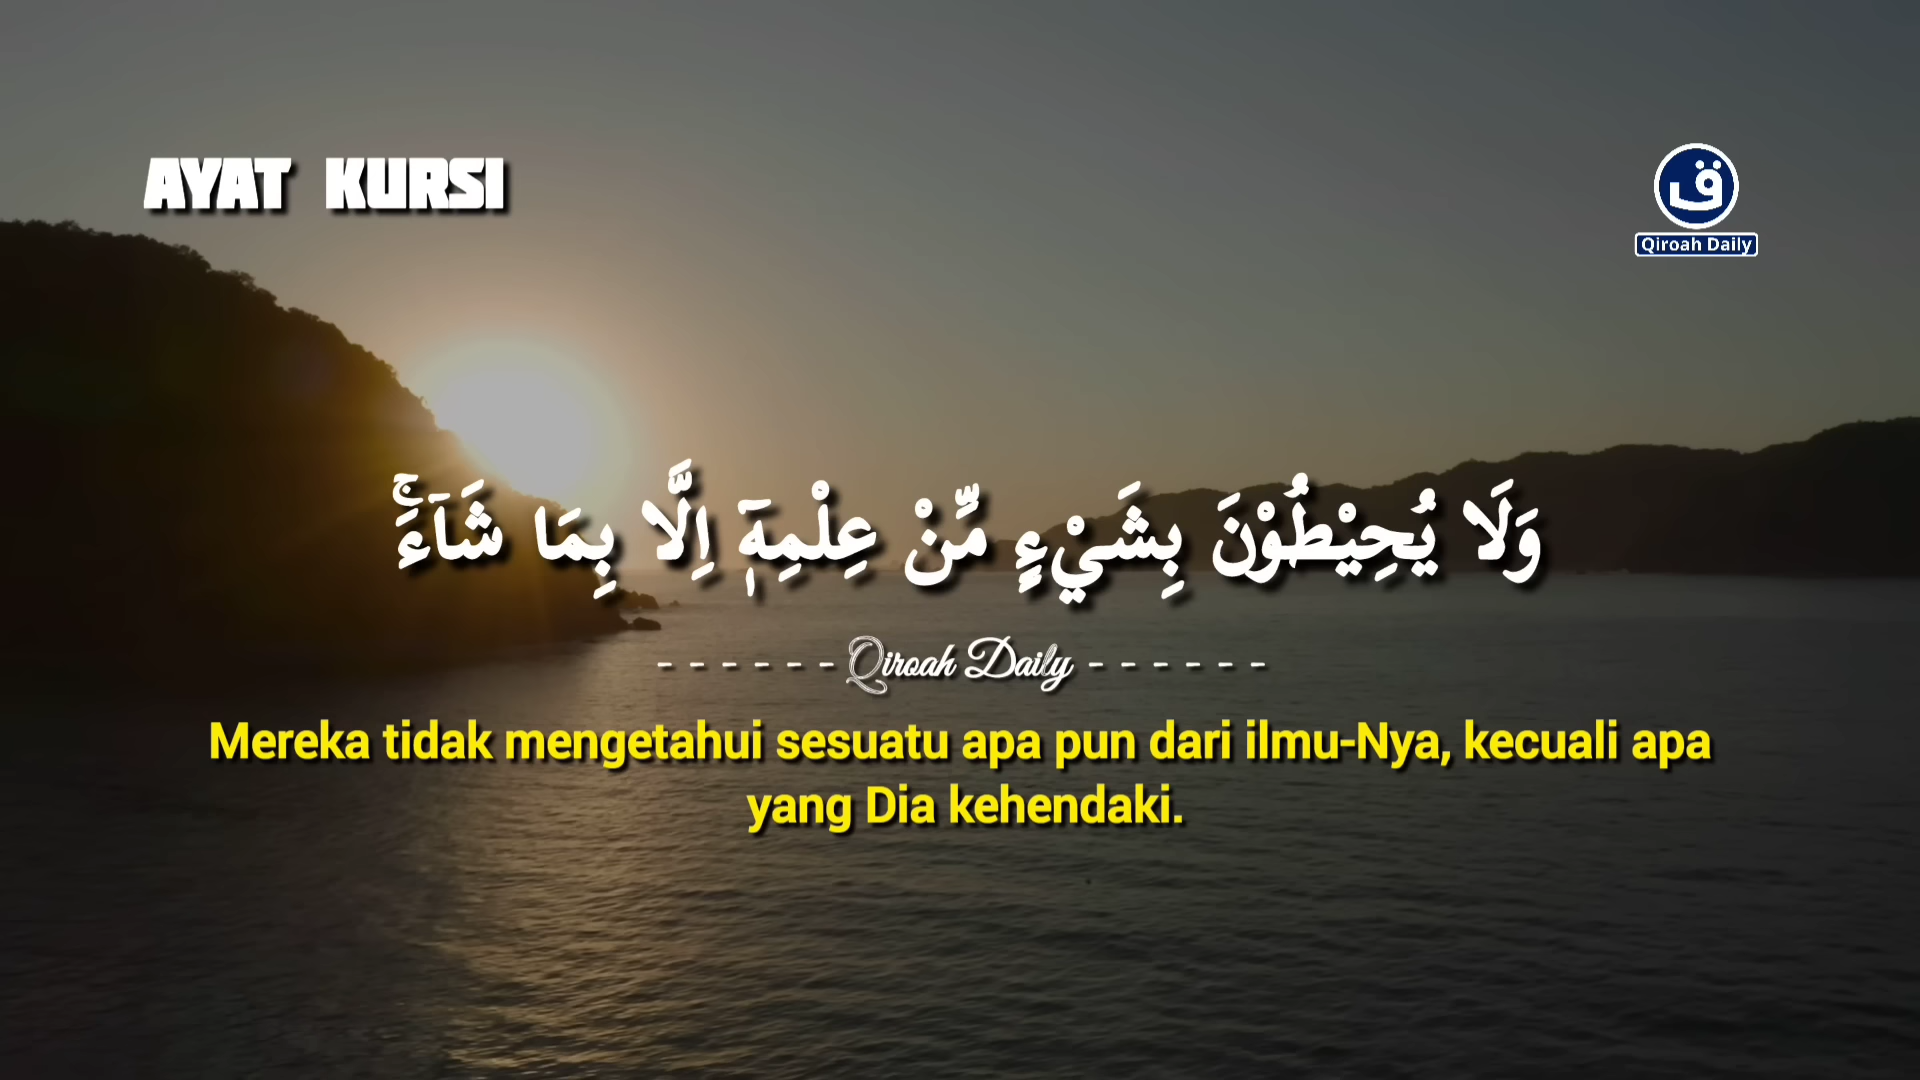 AYAT KURSI
ق
Qiroah Daily
وَلَا يُحِيْطُوْنَ بِشَيْءٍ مِّنْ عِلْمِهٖٓ اِلَّا بِمَا شَاۤءَۚ
- - - - - - Qiroah Daily - - - - - -
Mereka tidak mengetahui sesuatu apa pun dari ilmu-Nya, kecuali apa
yang Dia kehendaki.